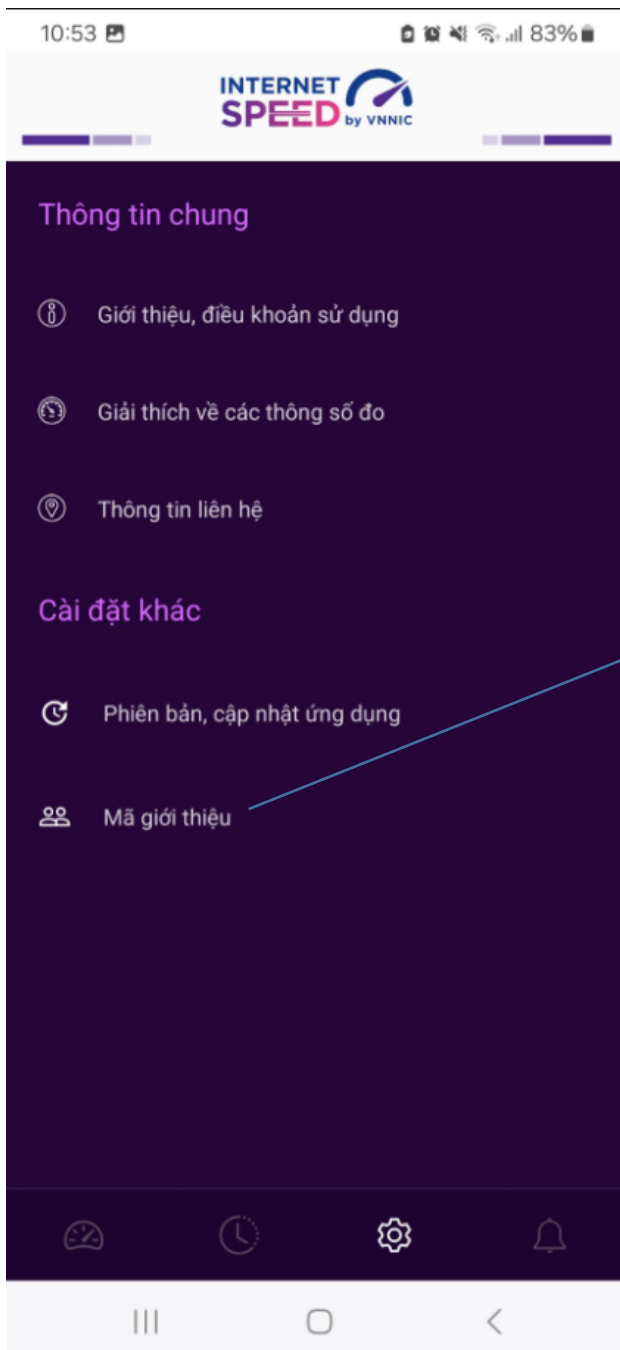 10:53
83%
INTERNET
SPEED by VNNIC
Thông tin chung
Giới thiệu, điều khoản sử dụng
Giải thích về các thông số đo
Thông tin liên hệ
Cài đặt khác
Phiên bản, cập nhật ứng dụng
Mã giới thiệu